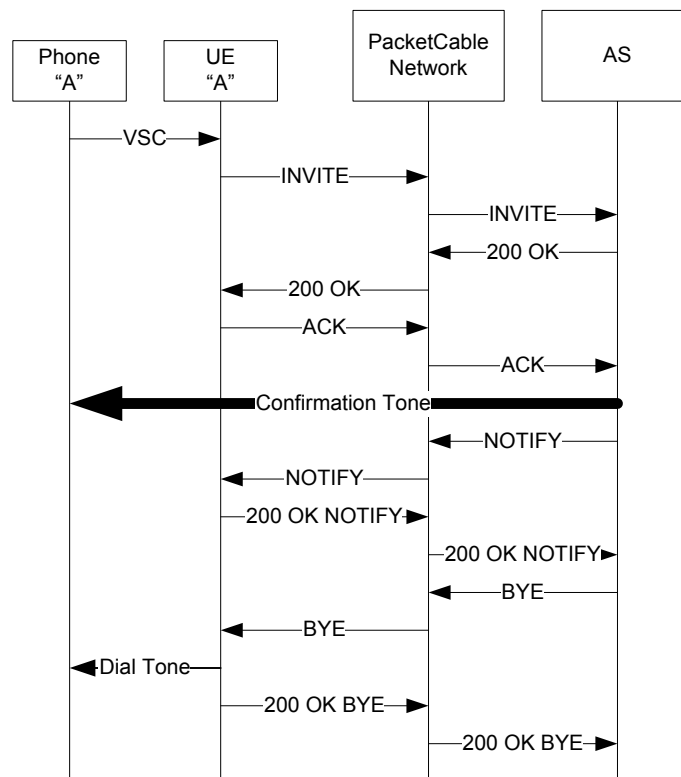 Phone
“A”
UE
“A”
PacketCable
Network
AS
VSC
INVITE
INVITE
200 OK
200 OK
ACK
ACK
Confirmation Tone
NOTIFY
NOTIFY
200 OK NOTIFY
200 OK NOTIFY
BYE
BYE
Dial Tone
200 OK BYE
200 OK BYE